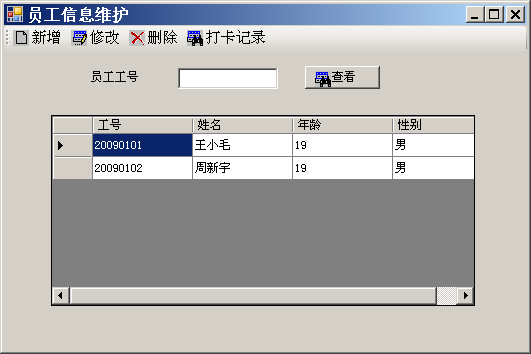 员工信息维护
新增 修改 删除 打卡记录
员工工号 查看
工号 姓名 年龄 性别
20090101 王小毛 19 男
20090102 周新宇 19 男